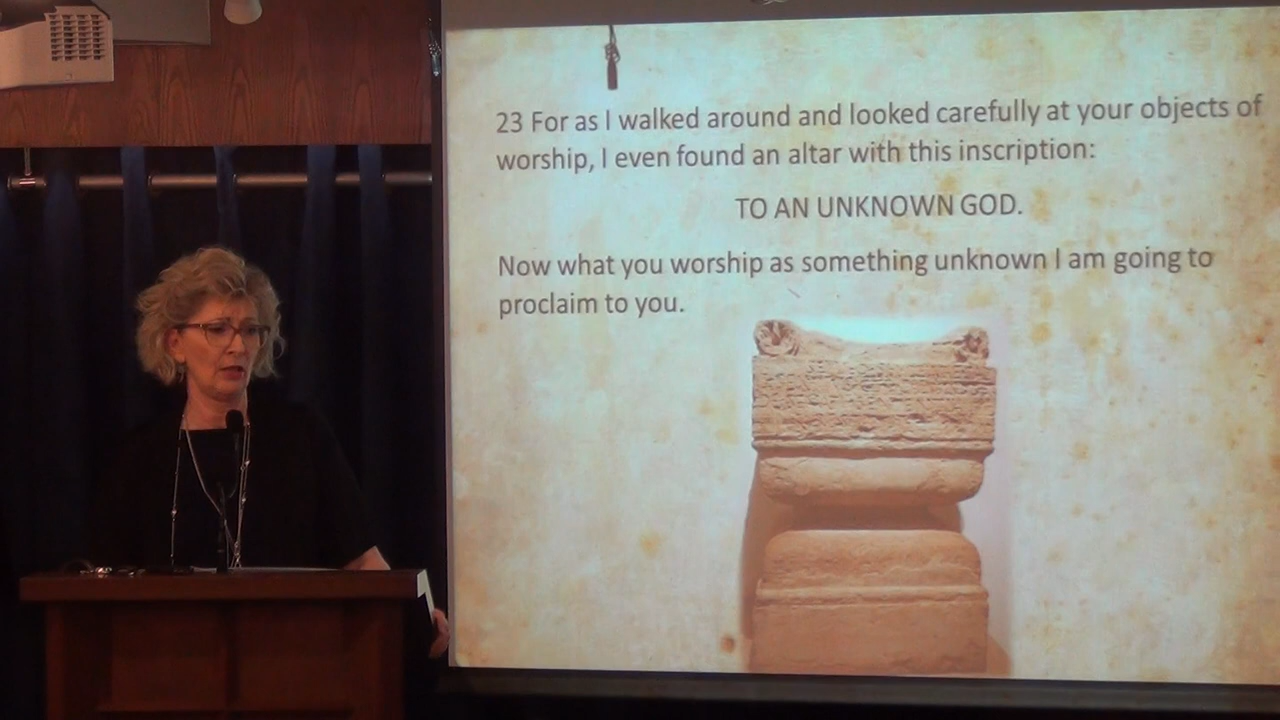 23 For as I walked around and looked carefully at your objects of
worship, I even found an altar with this inscription:
TO AN UNKNOWN GOD.
Now what you worship as something unknown I am going to
proclaim to you.